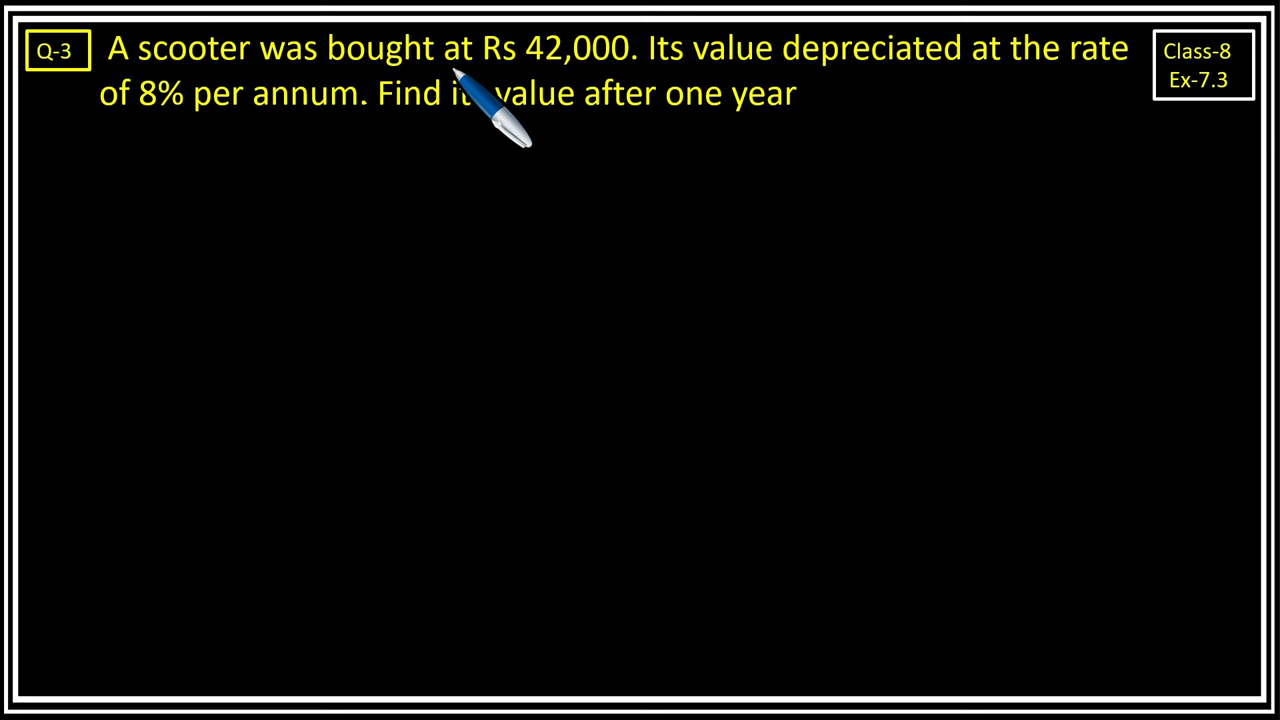 Q-3
A scooter was bought at Rs 42,000. Its value depreciated at the rate
of 8% per annum. Find its value after one year
Class-8
Ex-7.3